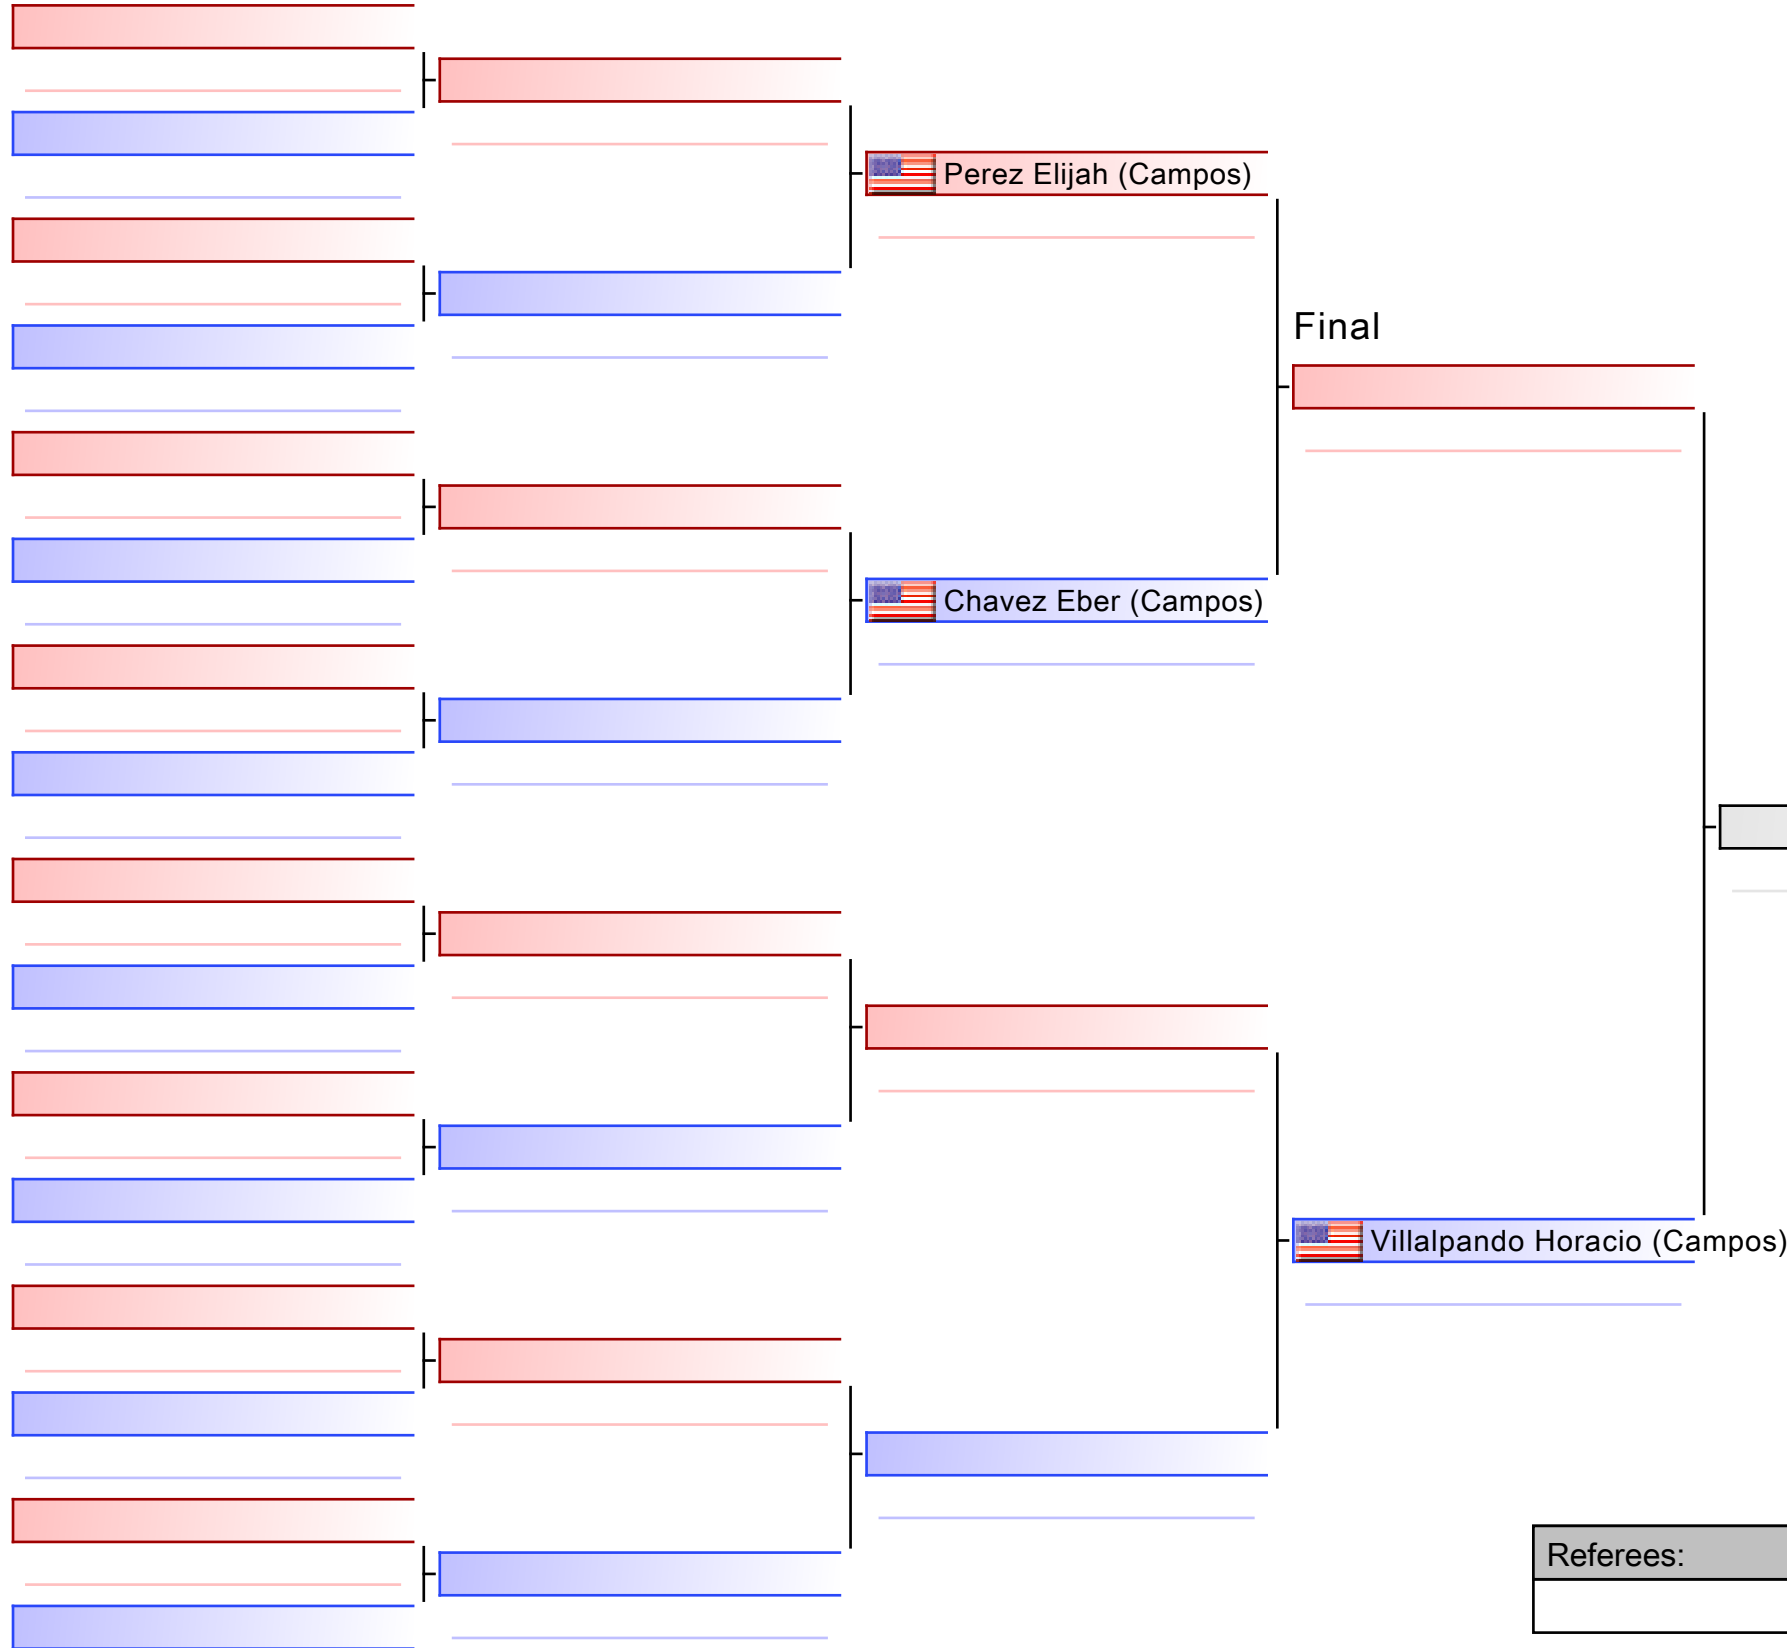 Perez Elijah (Campos)
Final
Chavez Eber (Campos)
Villalpando Horacio (Campos)
Referees: